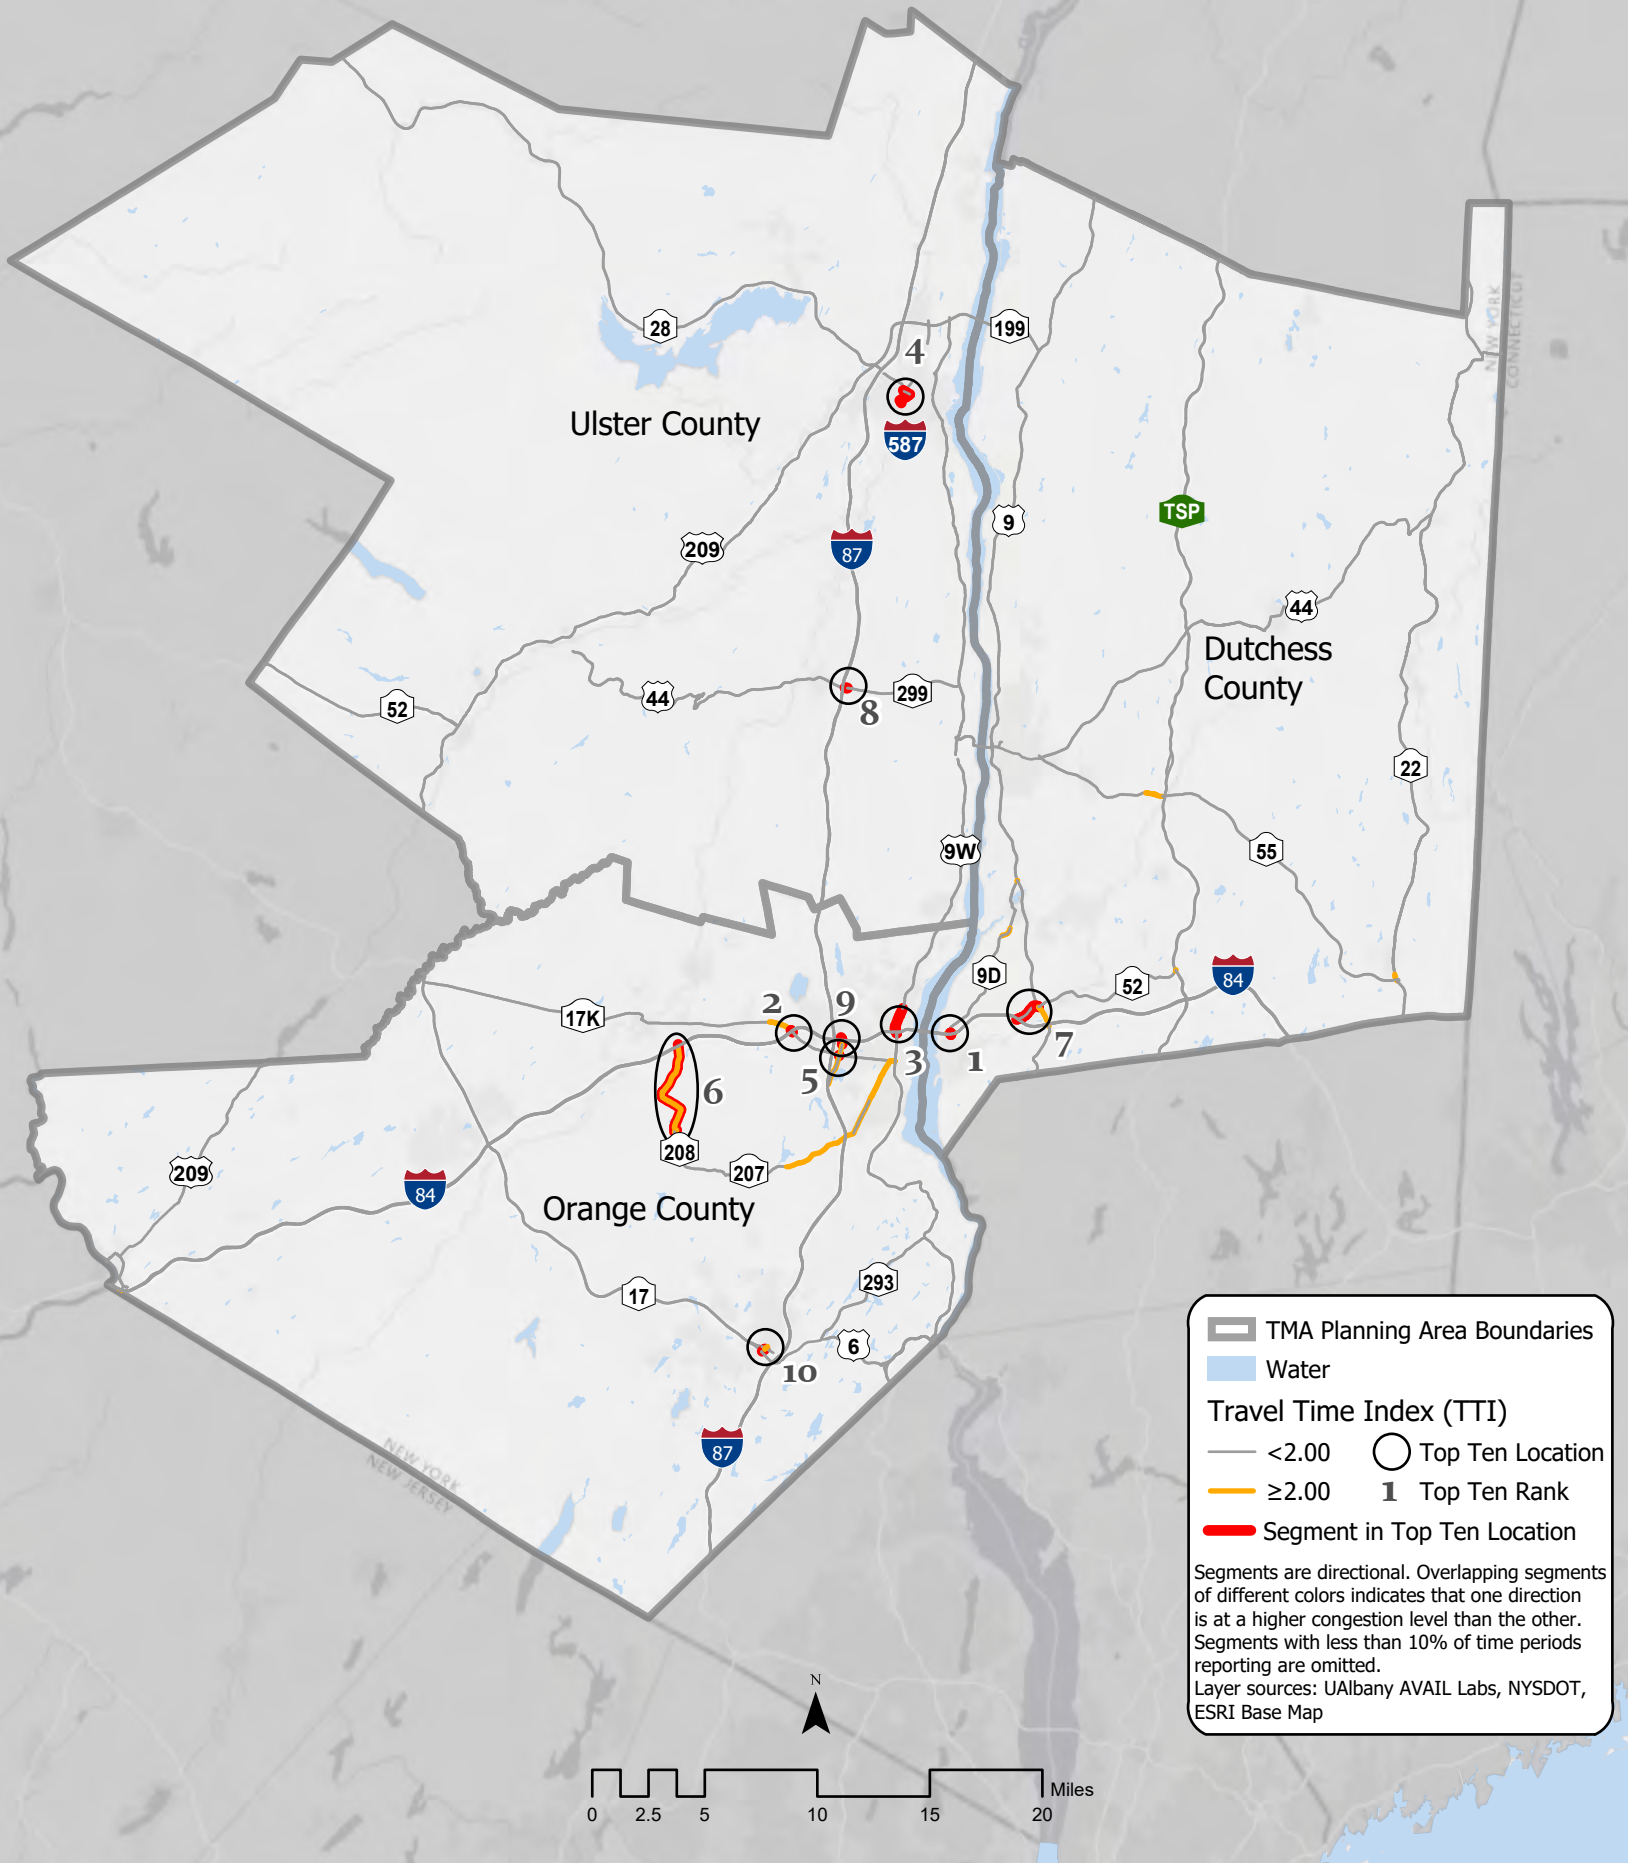 28
199
4
Ulster County
587
TSP
9
209
87
44
Dutchess
County
52
44
299
8
22
9W
55
9D
52
84
17K
2
9
5
3
1
7
6
208
209
84
207
Orange County
17
293
6
10
87
NEW YORK
CONNECTICUT
NEW YORK
NEW JERSEY
TMA Planning Area Boundaries
Water
Travel Time Index (TTI)
<2.00
Top Ten Location
≥2.00
1
Top Ten Rank
Segment in Top Ten Location
Segments are directional. Overlapping segments
of different colors indicates that one direction
is at a higher congestion level than the other.
Segments with less than 10% of time periods
reporting are omitted.
Layer sources: UAlbany AVAIL Labs, NYSDOT,
ESRI Base Map
N
Miles
0 2.5 5 10 15 20